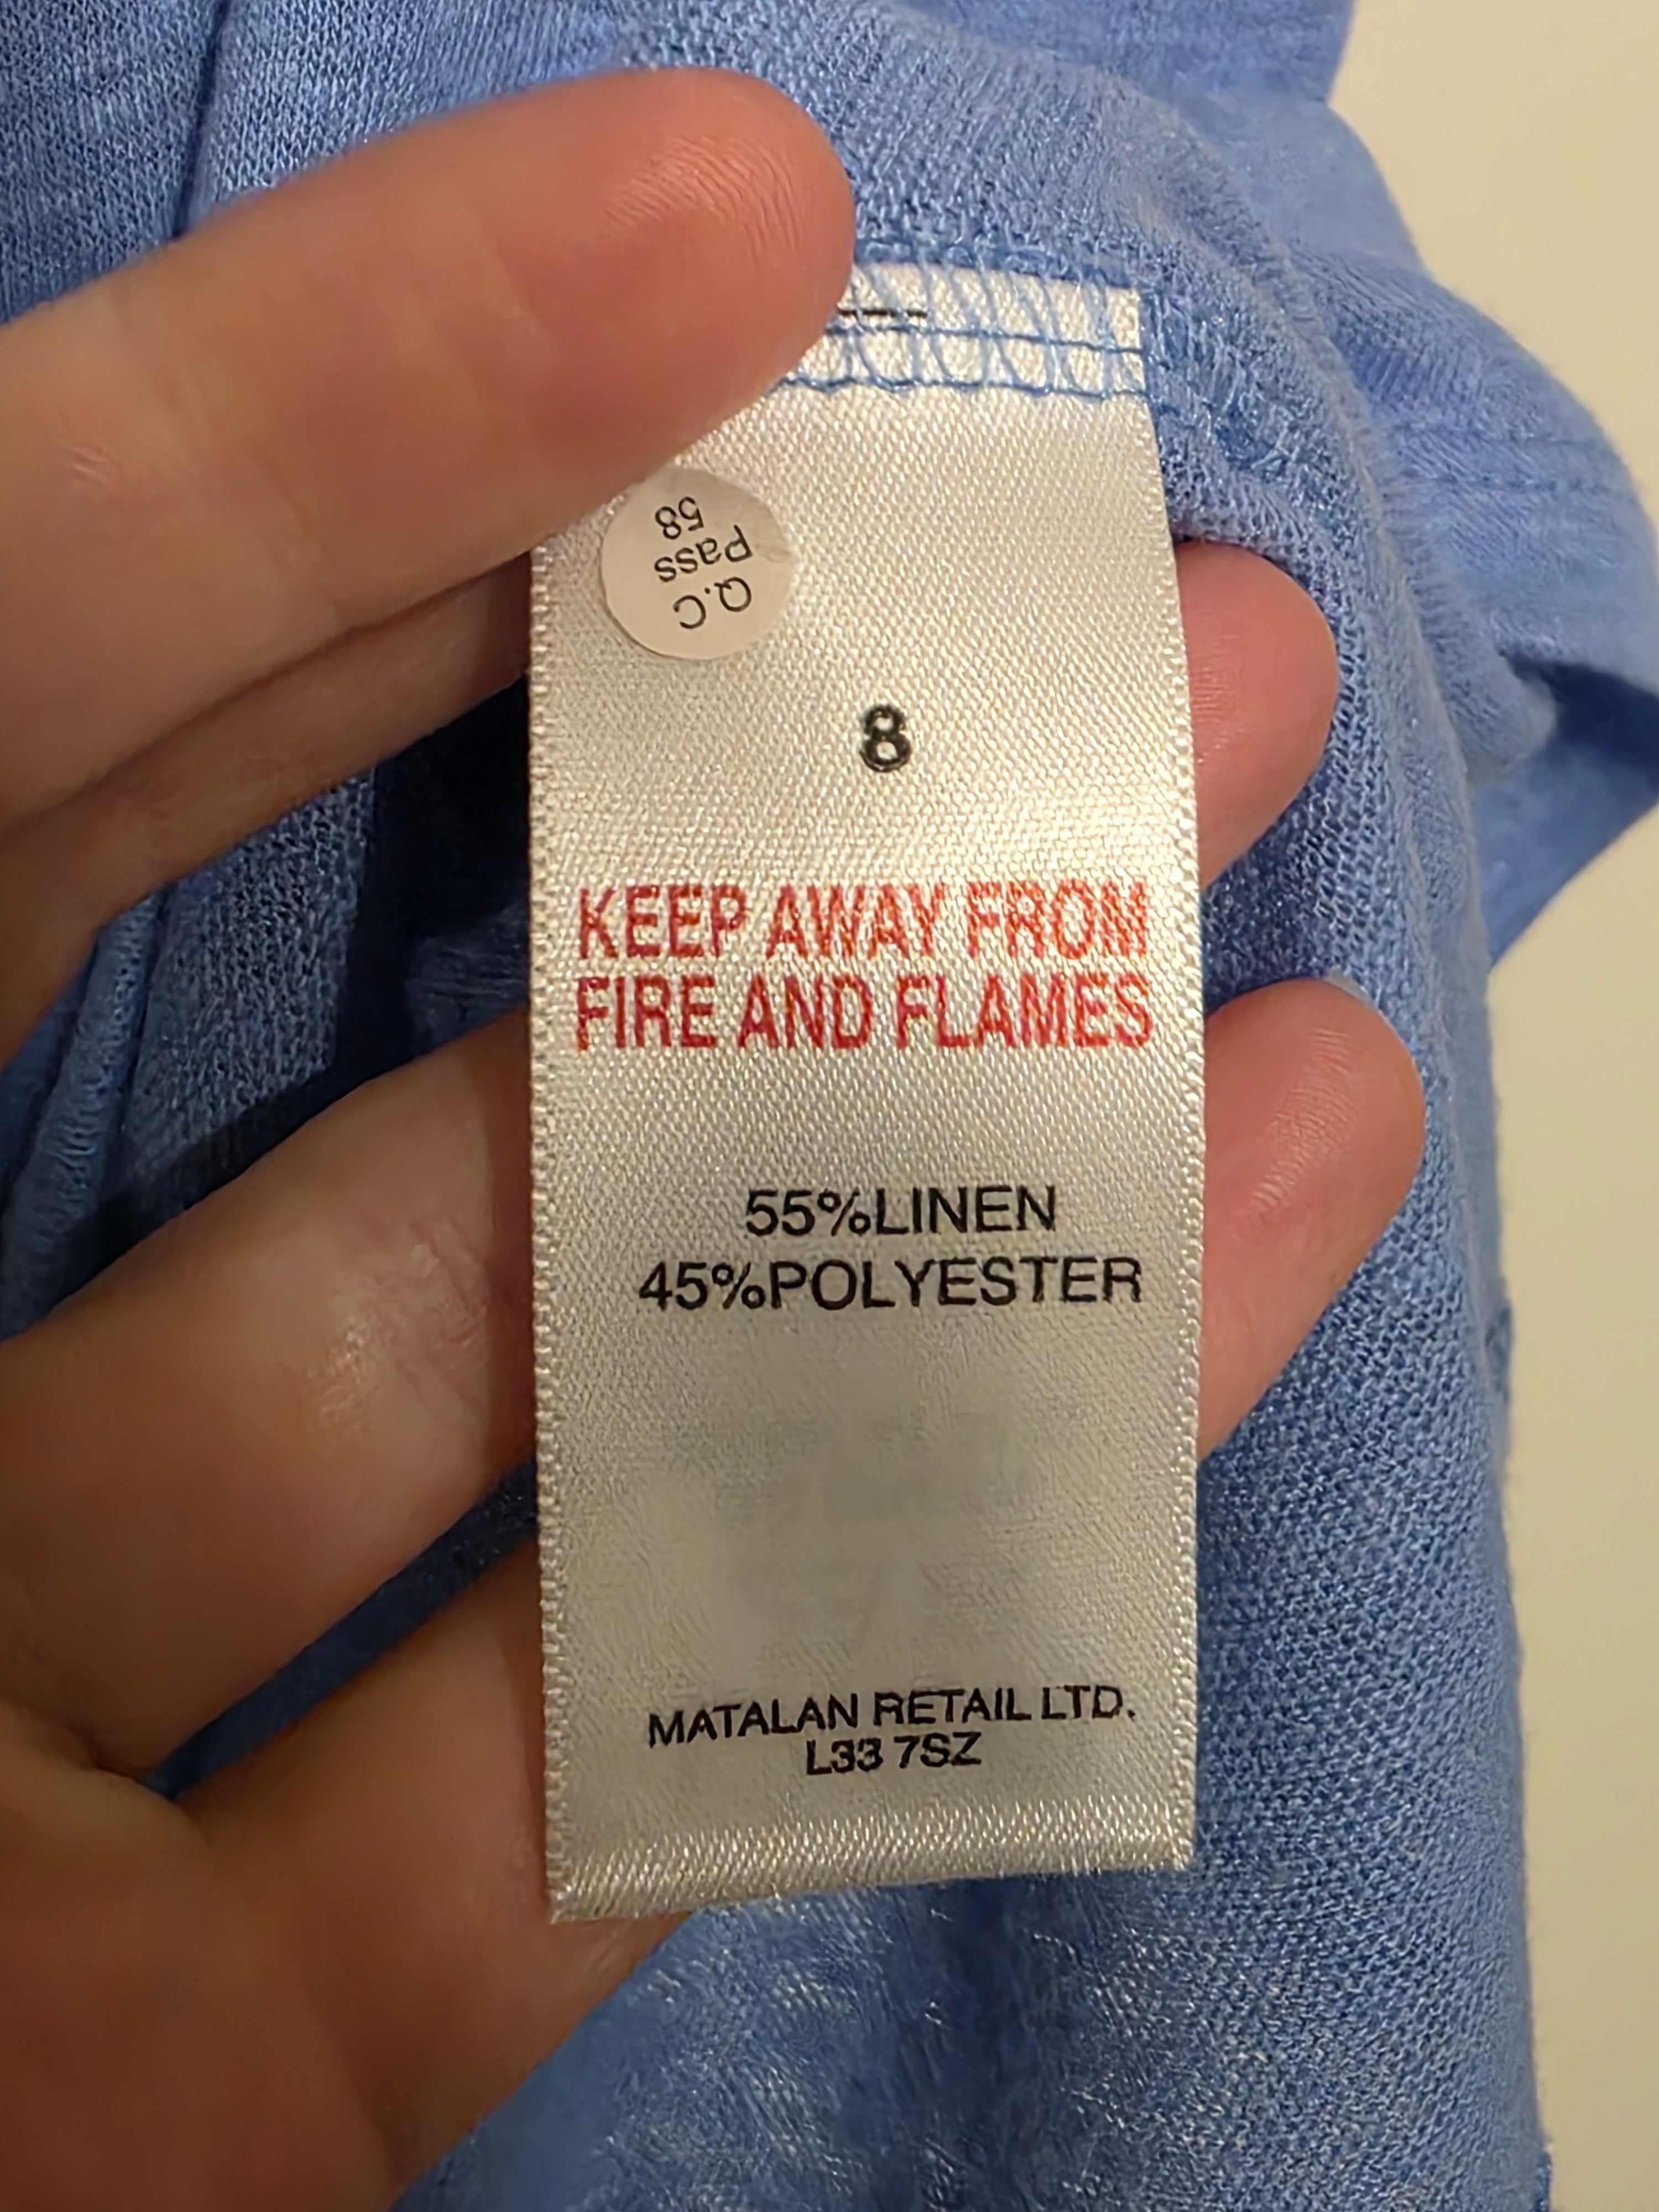 Q.C
Pass
58
8
KEEP AWAY FROM
FIRE AND FLAMES
55%LINEN
45%POLYESTER
MATALAN RETAIL LTD.
L33 7SZ